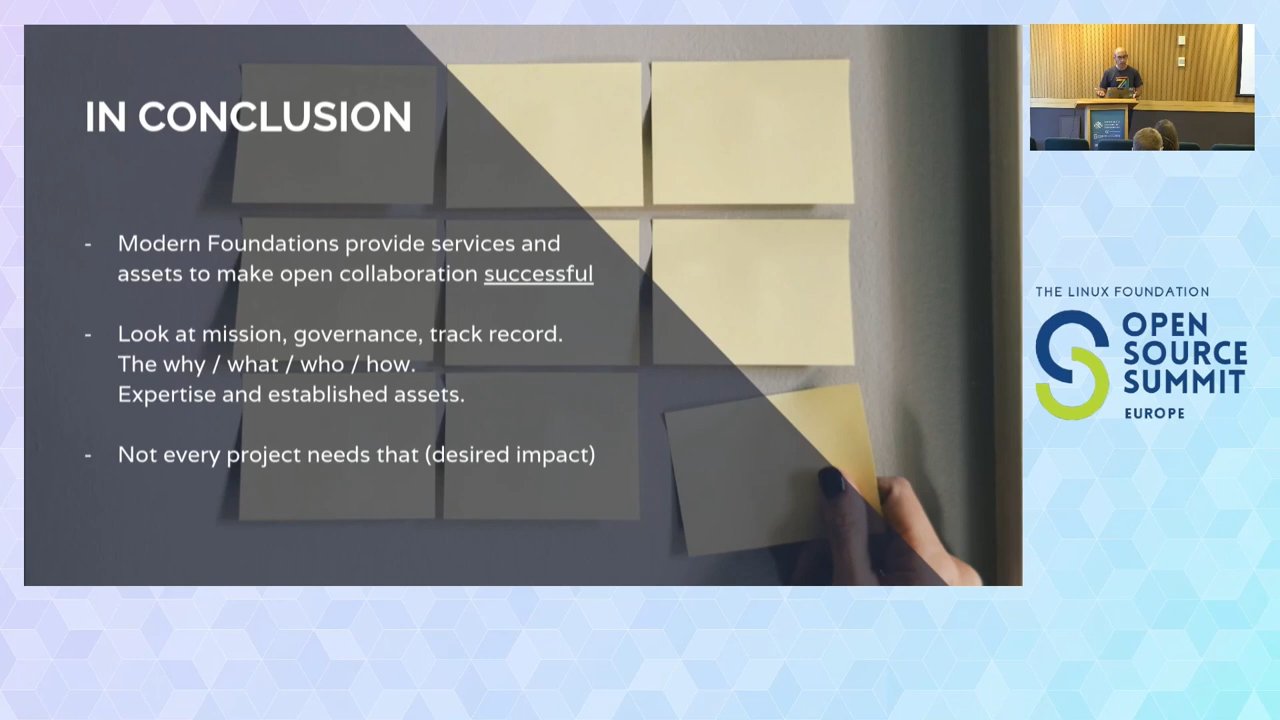 IN CONCLUSION
- Modern Foundations provide services and
assets to make open collaboration successful
- Look at mission, governance, track record.
The why / what / who / how.
Expertise and established assets.
- Not every project needs that (desired impact)
THE LINUX FOUNDATION
OPEN
SOURCE
SUMMIT
EUROPE